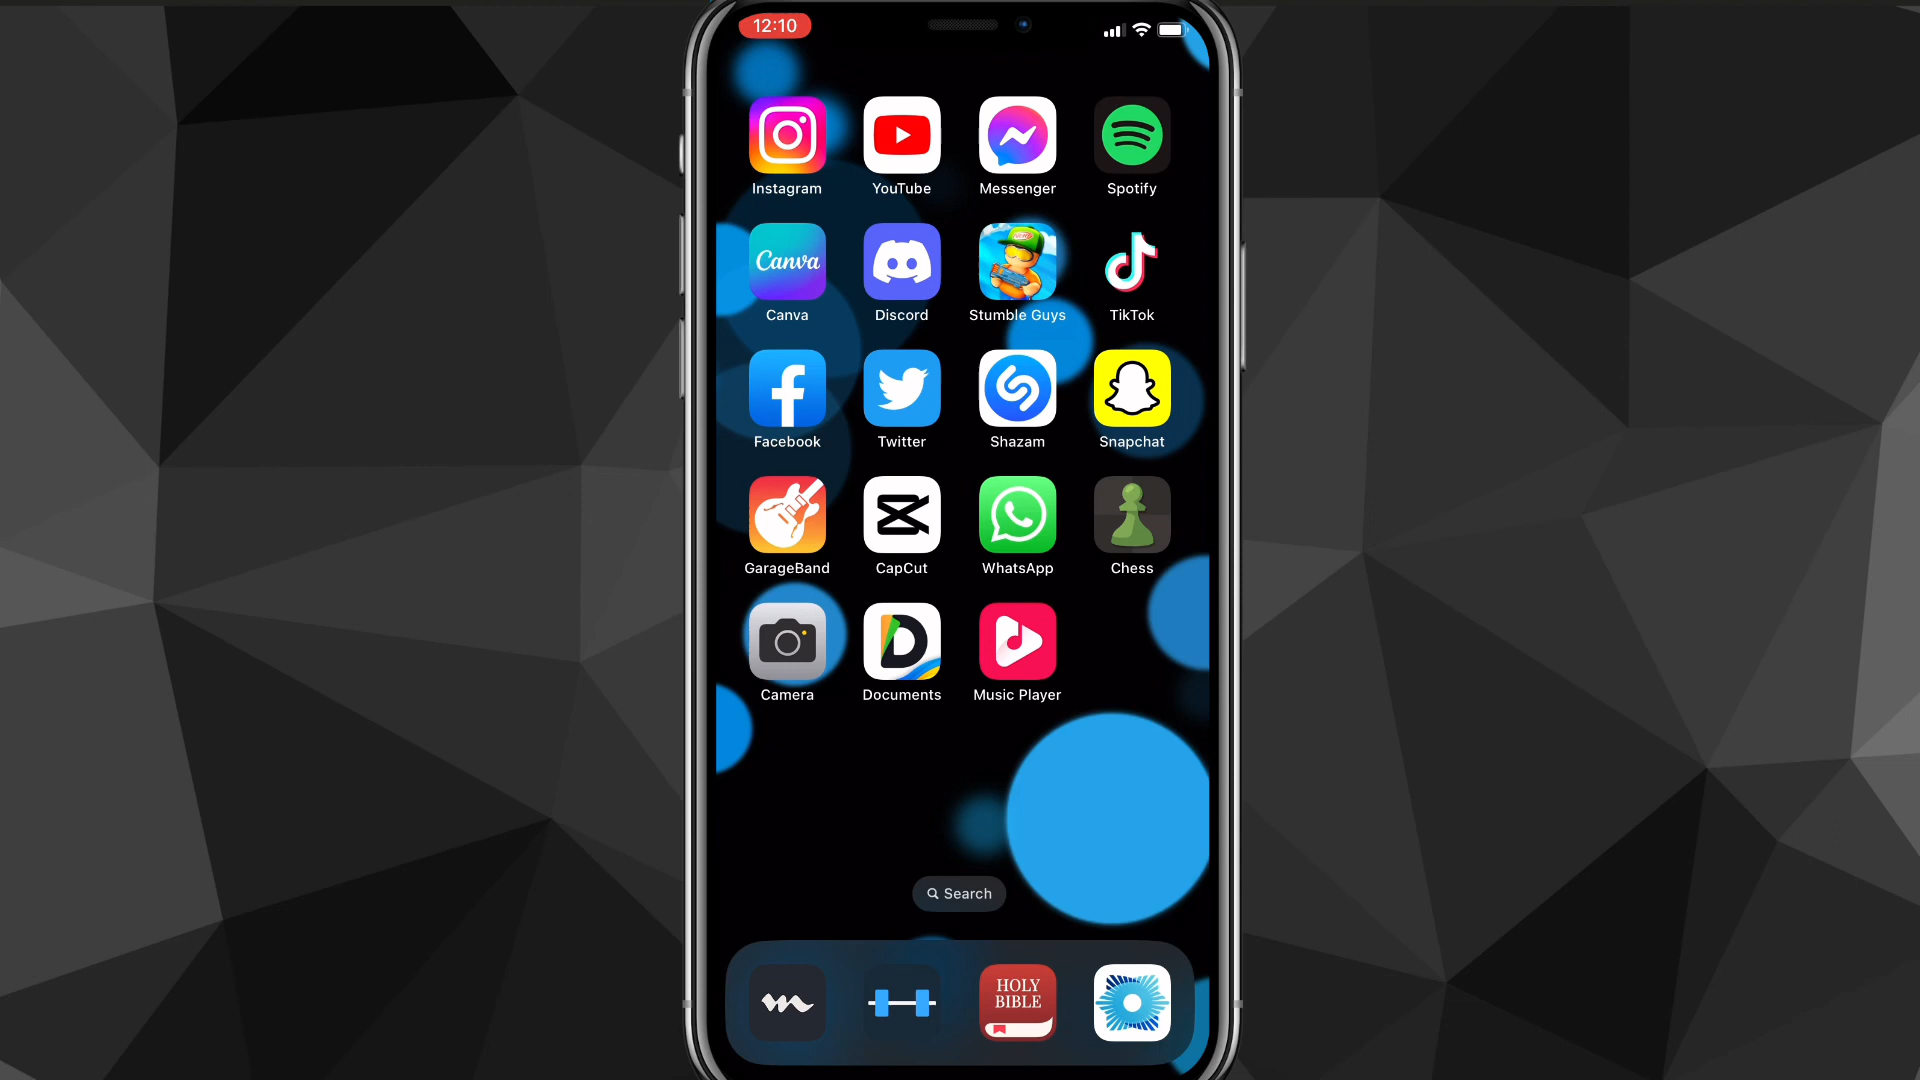 12:10
Instagram YouTube Messenger Spotify
Canva
Canva Discord Stumble Guys TikTok
Facebook Twitter Shazam Snapchat
GarageBand CapCut WhatsApp Chess
Camera Documents Music Player
Search
HOLY
BIBLE